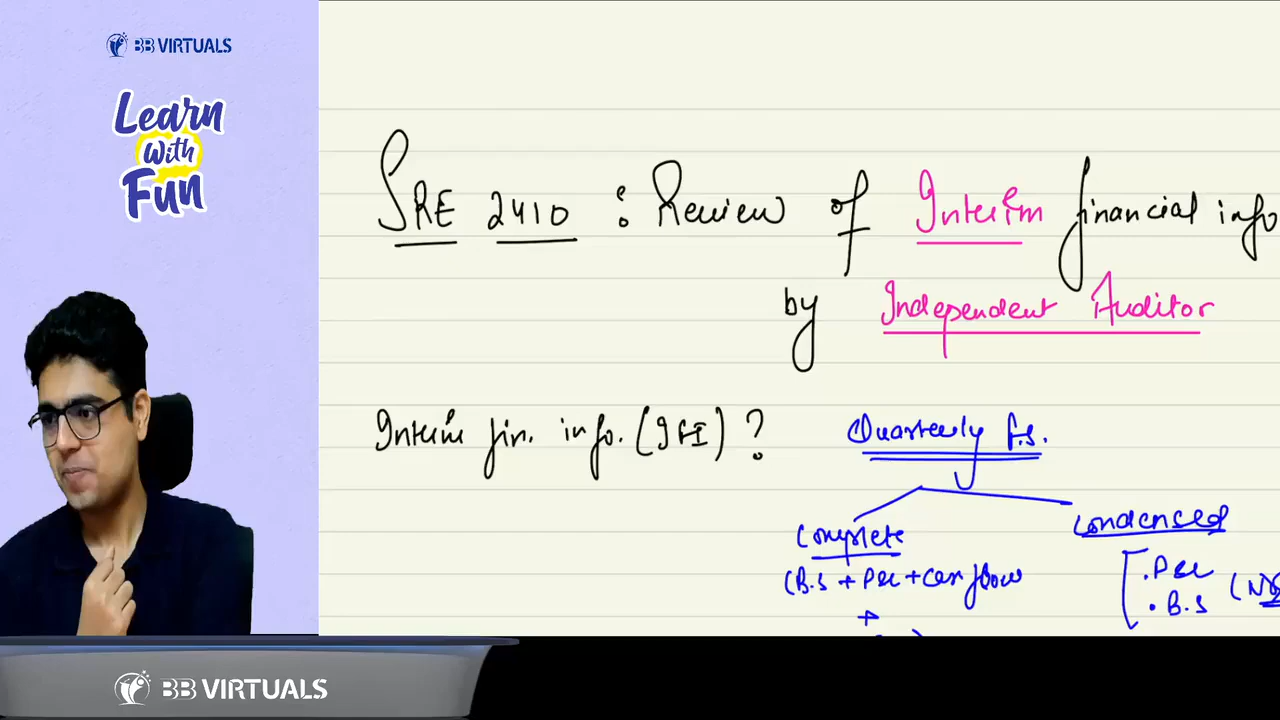 BB VIRTUALS
Learn
With
Fun
SRE 2410 : Review of Interim financial info
by Independent Auditor
Interim fin. info. (IFI) ?
Quarterly f.s.
Complete
Condensed
(B.S + P&L + Cash flow
+
. P&L
• B.S
BB VIRTUALS